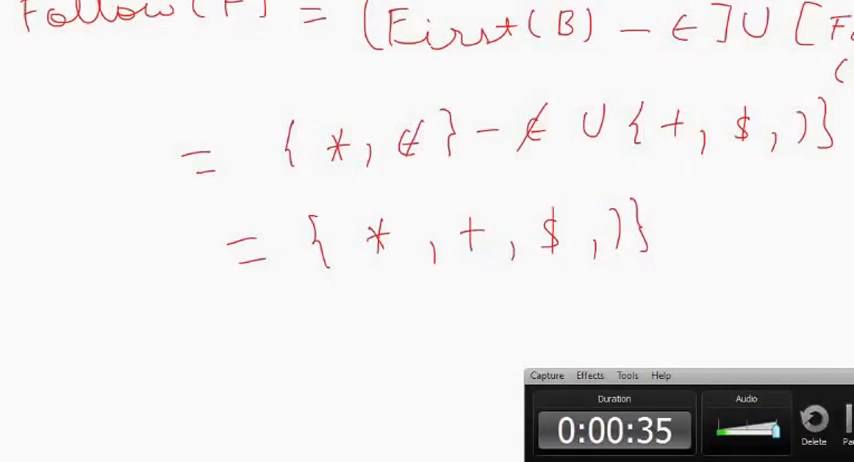 Follow(F) = (First(B) - ϵ] ∪ [
(
= { *, ϵ } - ϵ ∪ { +, $, ) }
= { *, +, $, ) }
Capture Effects Tools Help
Duration Audio
0:00:35
Delete